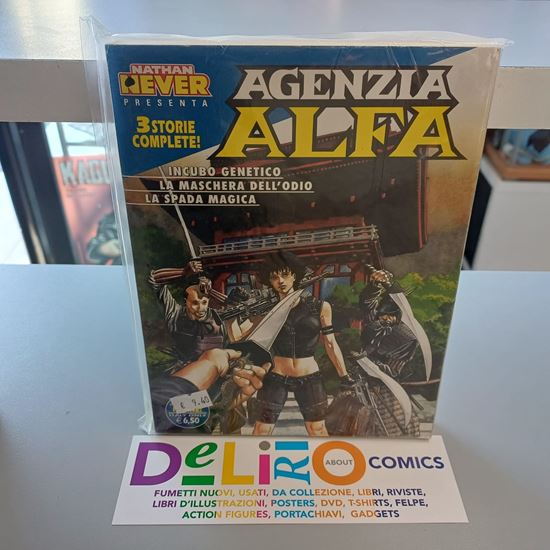 NATHAN
NEVER
PRESENTA
AGENZIA
ALFA
3 STORIE
COMPLETE!
INCUBO GENETICO
LA MASCHERA DELL'ODIO
LA SPADA MAGICA
€ 9.40
€ 6,50
DeLiRiO
ABOUT
COMICS
FUMETTI NUOVI, USATI, DA COLLEZIONE, LIBRI, RIVISTE,
LIBRI D'ILLUSTRAZIONI, POSTERS, DVD, T-SHIRTS, FELPE,
ACTION FIGURES, PORTACHIAVI, GADGETS